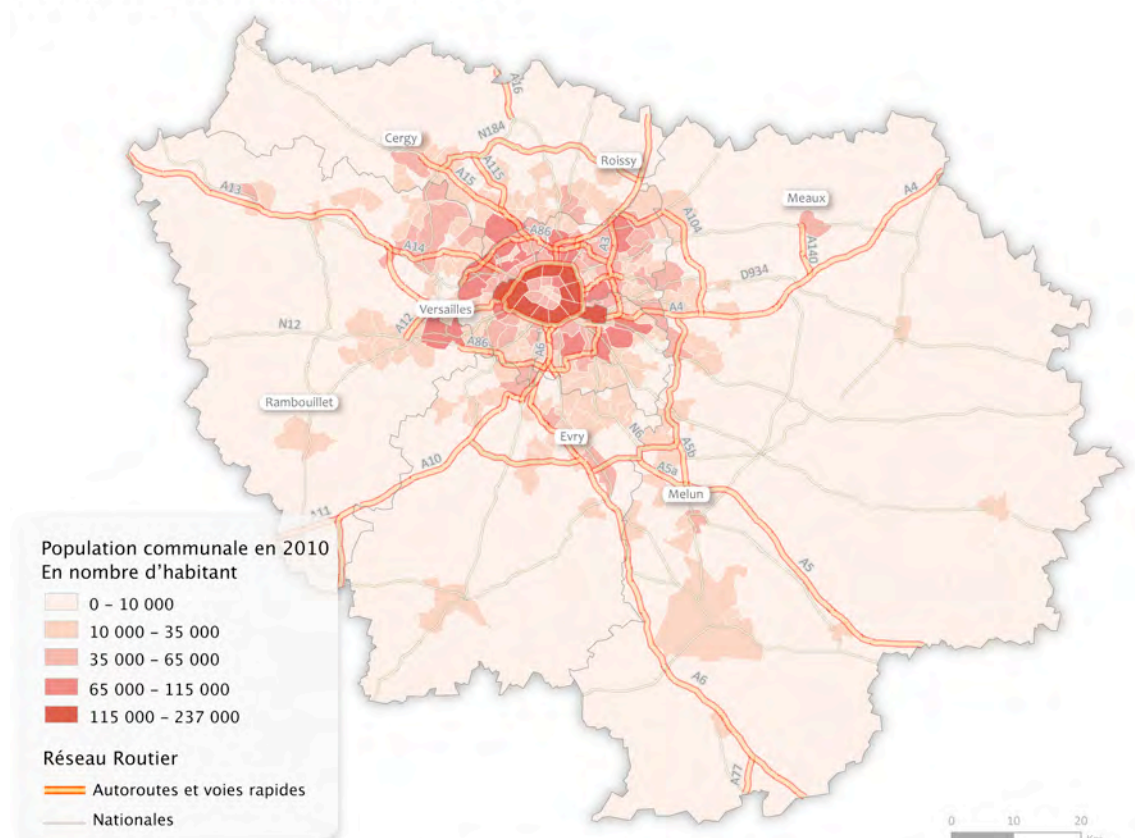 A16
N184
Cergy
A115
A15
Roissy
A13
A4
Meaux
A104
A86
A3
A14
A140
D934
Versailles
A4
N12
A12
A86
A6
Rambouillet
Evry
N6
A5b
A10
A5a
Melun
A11
A5
A6
A77
Population communale en 2010
En nombre d'habitant
0 – 10 000
10 000 – 35 000
35 000 – 65 000
65 000 – 115 000
115 000 – 237 000
Réseau Routier
Autoroutes et voies rapides
Nationales
0 10 20